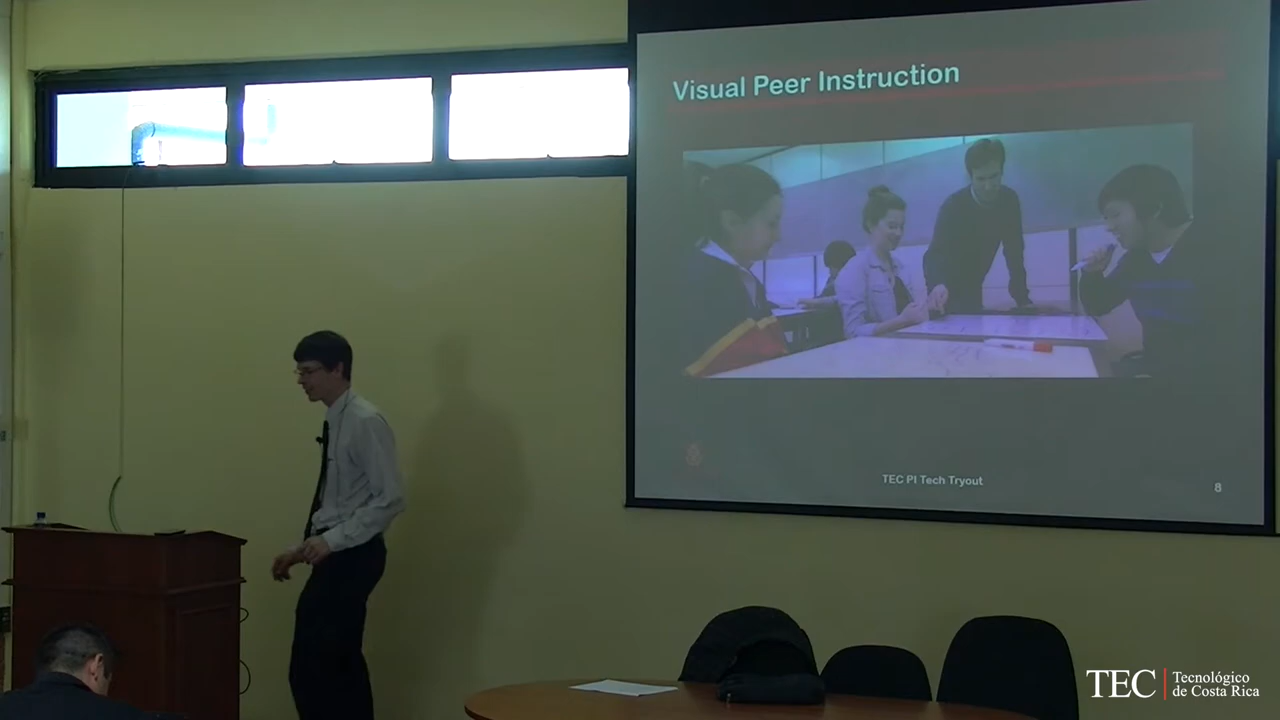 Visual Peer Instruction
TEC PI Tech Tryout
8
TEC
Tecnológico
de Costa Rica